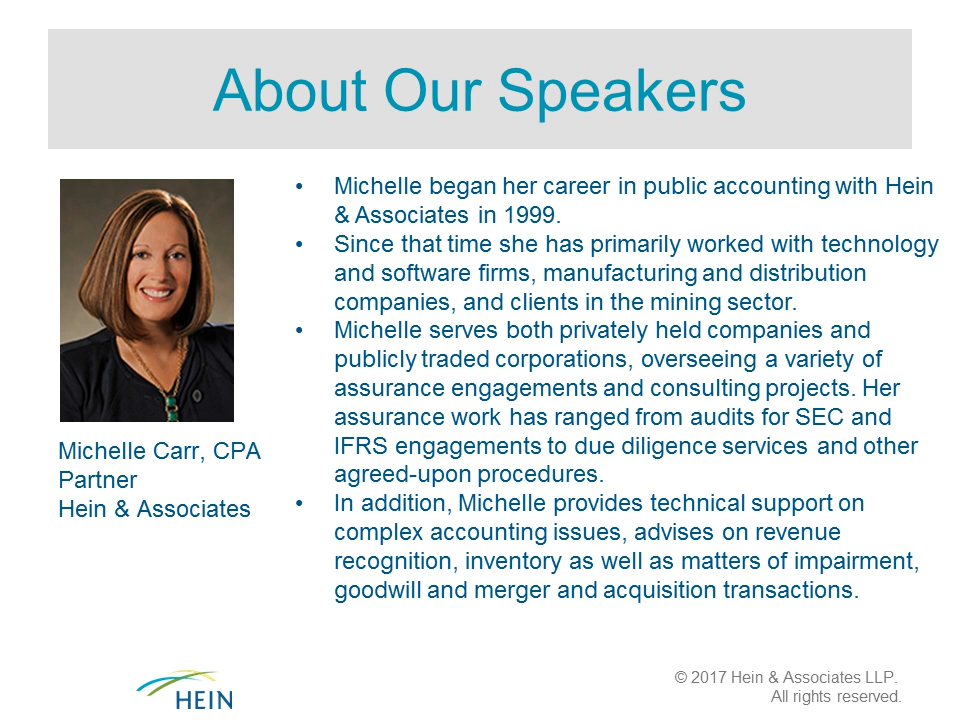 About Our Speakers
• Michelle began her career in public accounting with Hein
& Associates in 1999.
• Since that time she has primarily worked with technology
and software firms, manufacturing and distribution
companies, and clients in the mining sector.
• Michelle serves both privately held companies and
publicly traded corporations, overseeing a variety of
assurance engagements and consulting projects. Her
assurance work has ranged from audits for SEC and
IFRS engagements to due diligence services and other
agreed-upon procedures.
• In addition, Michelle provides technical support on
complex accounting issues, advises on revenue
recognition, inventory as well as matters of impairment,
goodwill and merger and acquisition transactions.
Michelle Carr, CPA
Partner
Hein & Associates
HEIN
© 2017 Hein & Associates LLP.
All rights reserved.